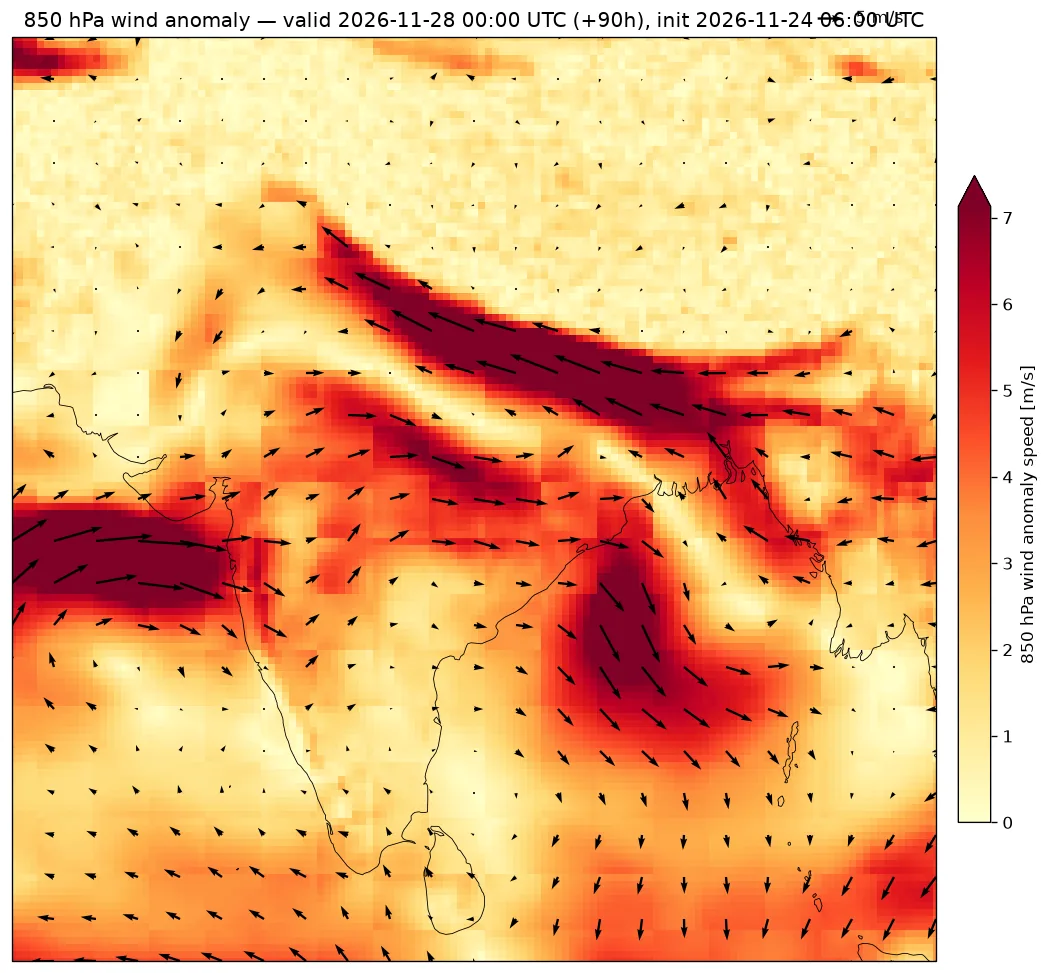 850 hPa wind anomaly — valid 2026-11-28 00:00 UTC (+90h), init 2026-11-24 06:00 UTC
5 m/s
7
6
5
4
3
2
1
0
850 hPa wind anomaly speed [m/s]